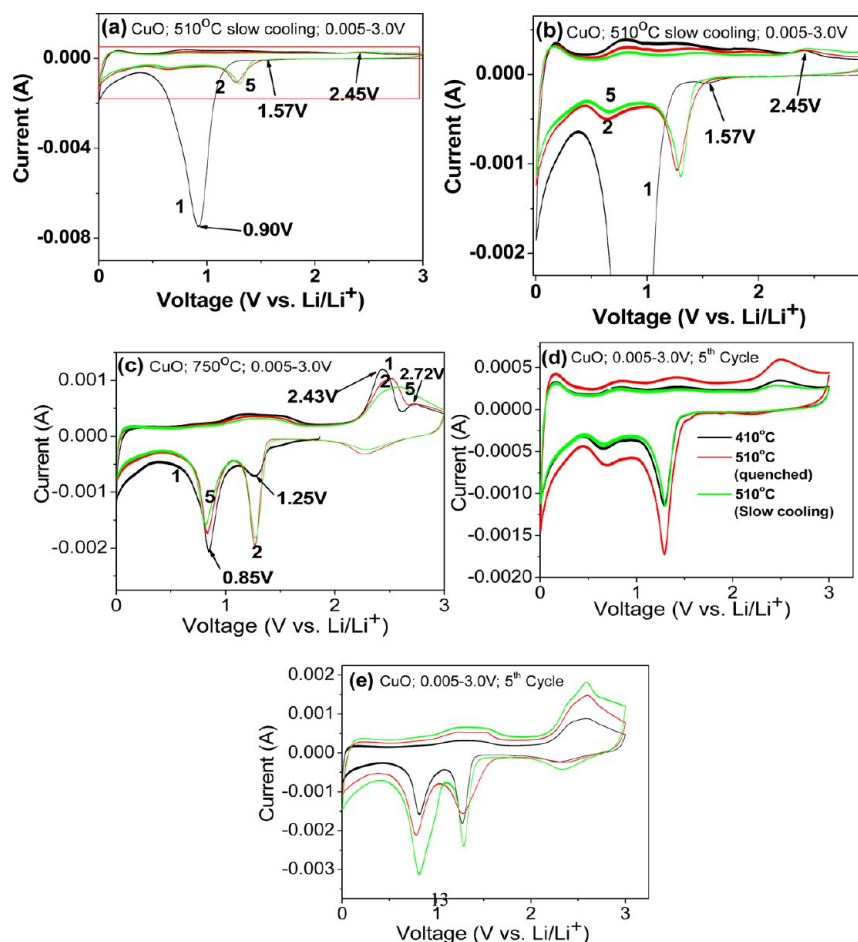 (a) CuO; 510°C slow cooling; 0.005-3.0V
0.000
-0.004
-0.008
Current (A)
2 5
1.57V
2.45V
1
0.90V
0 1 2 3
Voltage (V vs. Li/Li⁺)
(b) CuO; 510°C slow cooling; 0.005-3.0V
0.000
-0.001
-0.002
Current (A)
5
2
1
1.57V
2.45V
0 1 2
Voltage (V vs. Li/Li⁺)
(c) CuO; 750°C; 0.005-3.0V
0.001
0.000
-0.001
-0.002
Current (A)
1
2
5
2.72V
2.43V
1
5
1.25V
2
0.85V
0 1 2 3
Voltage (V vs. Li/Li⁺)
(d) CuO; 0.005-3.0V; 5th Cycle
0.0005
0.0000
-0.0005
-0.0010
-0.0015
-0.0020
Current (A)
410°C
510°C
(quenched)
510°C
(Slow cooling)
0 1 2 3
Voltage (V vs. Li/Li⁺)
(e) CuO; 0.005-3.0V; 5th Cycle
0.002
0.001
0.000
-0.001
-0.002
-0.003
Current (A)
13
0 1 2 3
Voltage (V vs. Li/Li⁺)